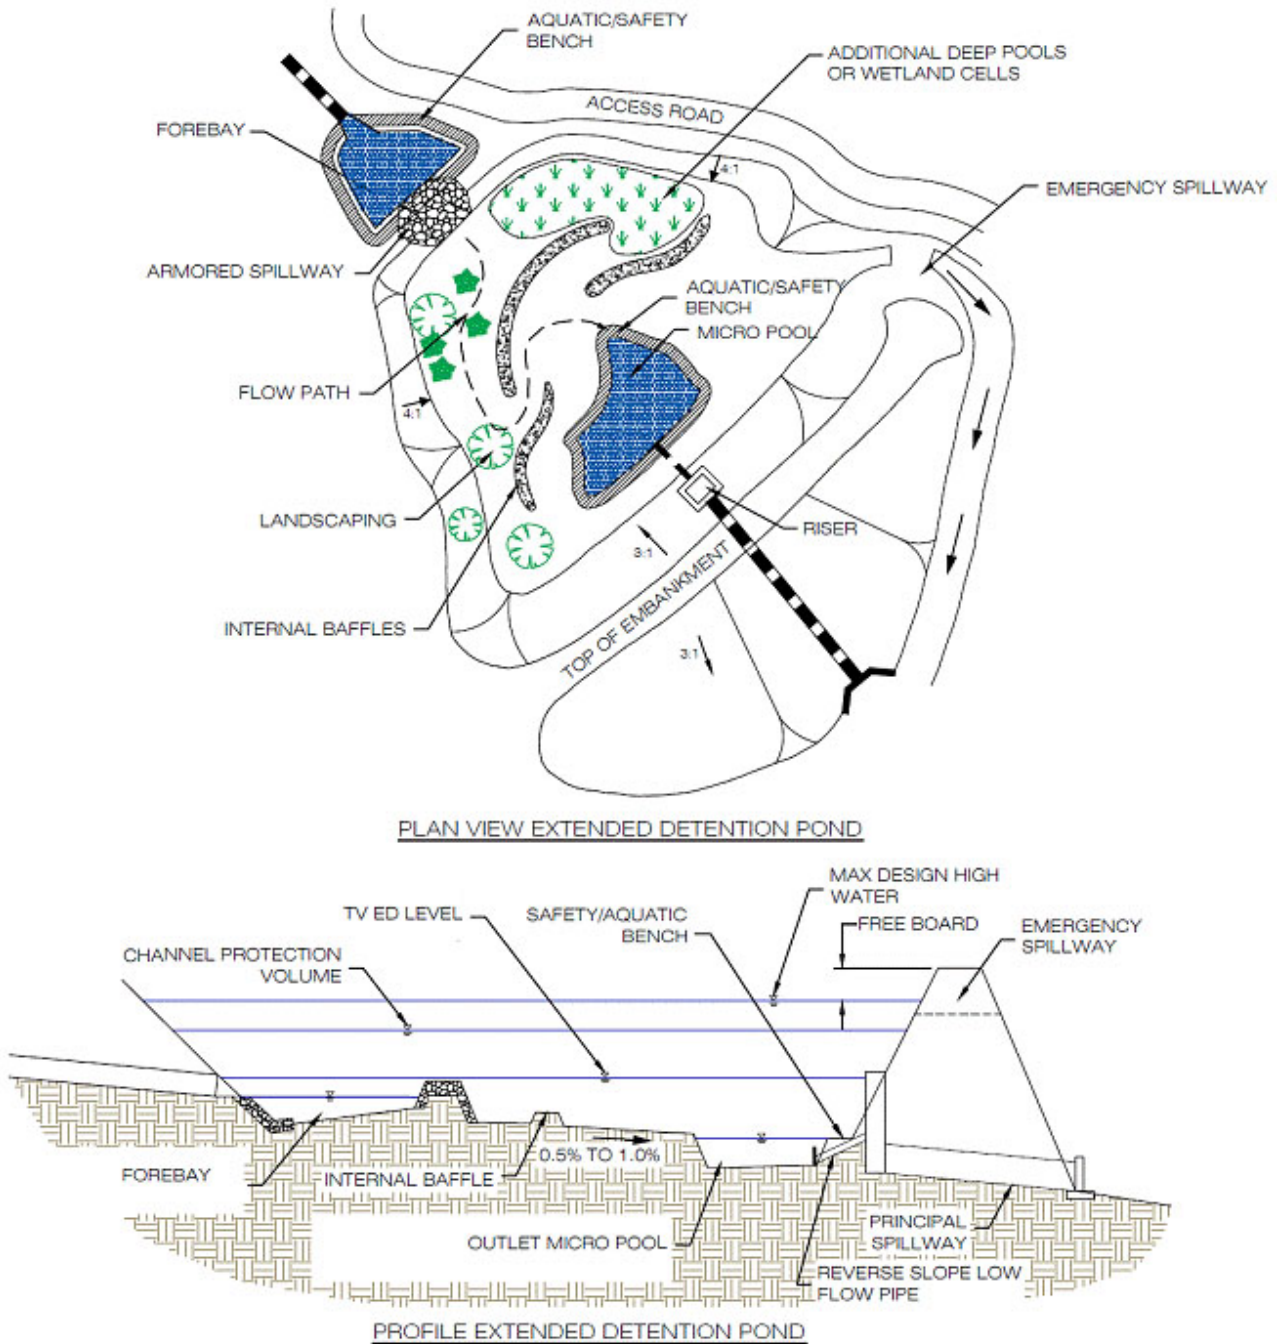 AQUATIC/SAFETY
BENCH
ADDITIONAL DEEP POOLS
OR WETLAND CELLS
ACCESS ROAD
FOREBAY
4:1
EMERGENCY SPILLWAY
ARMORED SPILLWAY
AQUATIC/SAFETY
BENCH
MICRO POOL
FLOW PATH
4:1
LANDSCAPING
RISER
3:1
INTERNAL BAFFLES
TOP OF EMBANKMENT
3:1
PLAN VIEW EXTENDED DETENTION POND
MAX DESIGN HIGH
WATER
TV ED LEVEL
SAFETY/AQUATIC
BENCH
FREE BOARD
EMERGENCY
SPILLWAY
CHANNEL PROTECTION
VOLUME
0.5% TO 1.0%
FOREBAY
INTERNAL BAFFLE
OUTLET MICRO POOL
PRINCIPAL
SPILLWAY
REVERSE SLOPE LOW
FLOW PIPE
PROFILE EXTENDED DETENTION POND